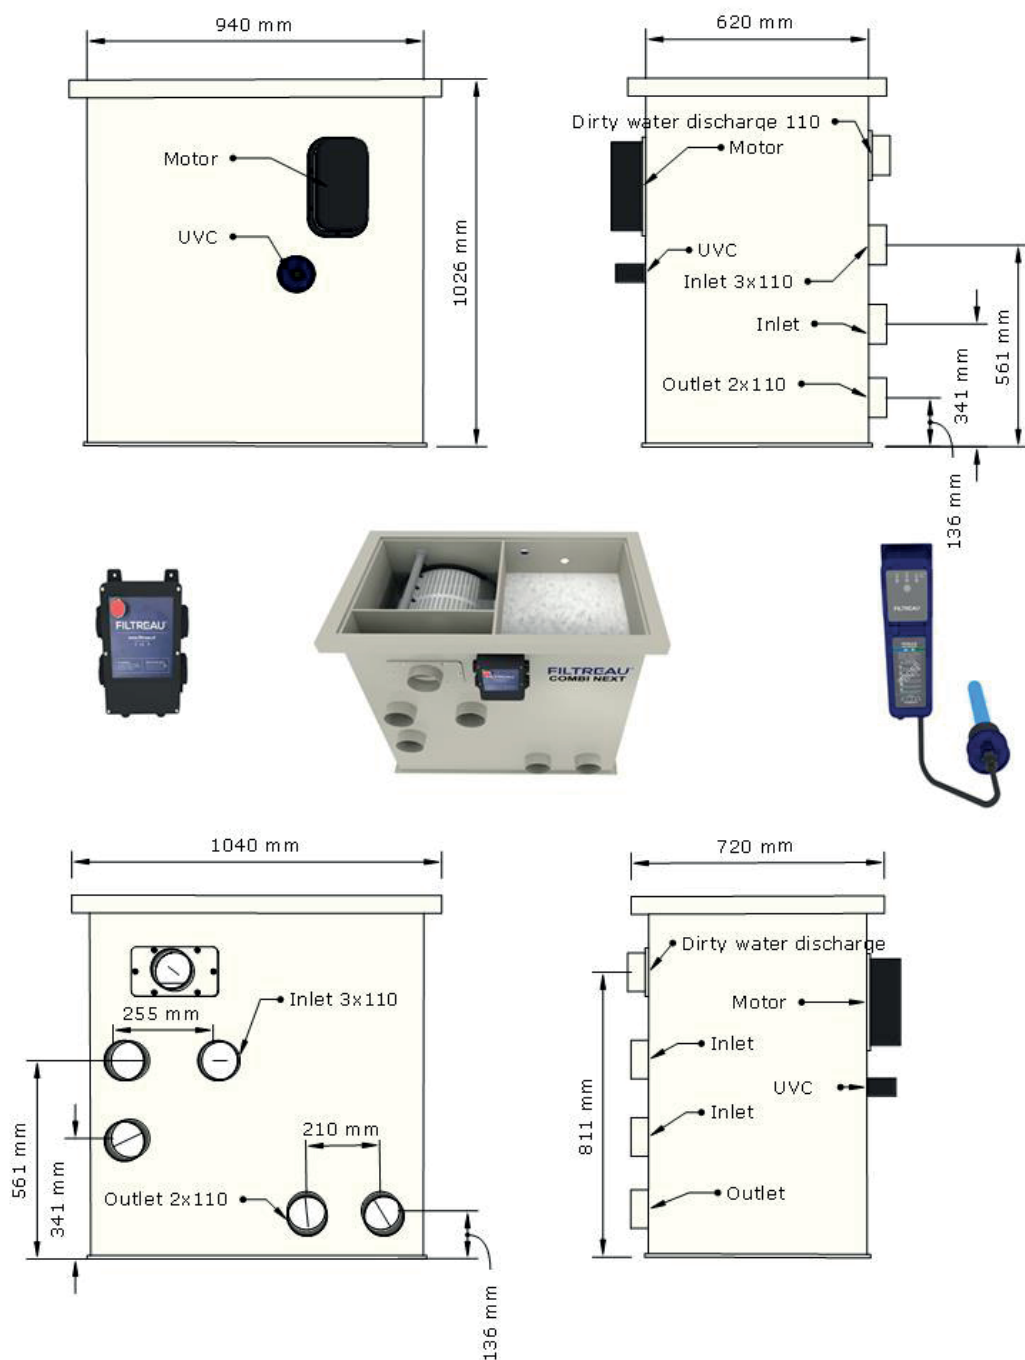 940 mm
620 mm
Dirty water discharge 110
Motor
Motor
UVC
UVC
1026 mm
Inlet 3x110
Inlet
561 mm
Outlet 2x110
341 mm
136 mm
FILTREAU
FILTREAU
COMBI NEXT
FILTREAU
FILTREAU
1040 mm
720 mm
Dirty water discharge
Inlet 3x110
Motor
255 mm
Inlet
UVC
811 mm
Inlet
210 mm
561 mm
341 mm
Outlet 2x110
Outlet
136 mm